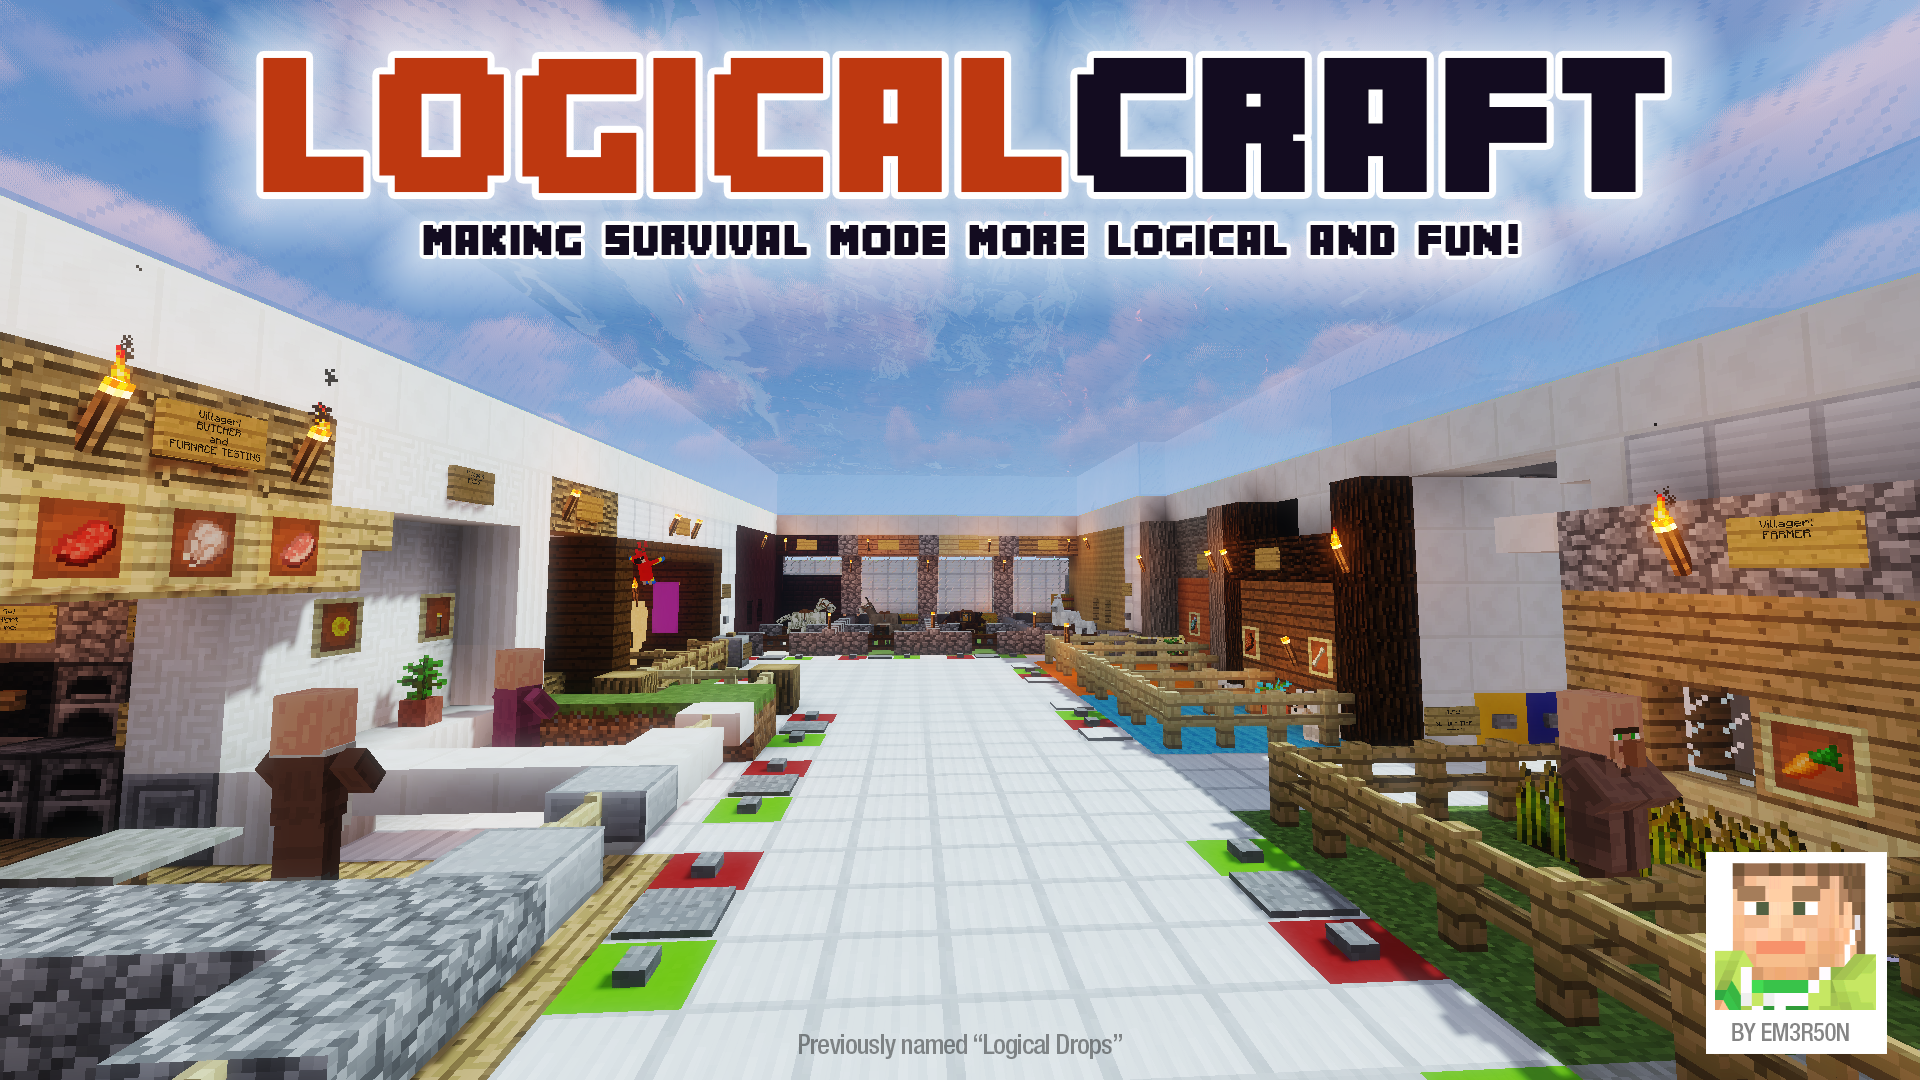 LOGICALCRAFT
MAKING SURVIVAL MODE MORE LOGICAL AND FUN!
Villager!
BUTCHER
and
FURNACE TESTING
Villager!
FARMER
BY EM3R50N
Previously named “Logical Drops”